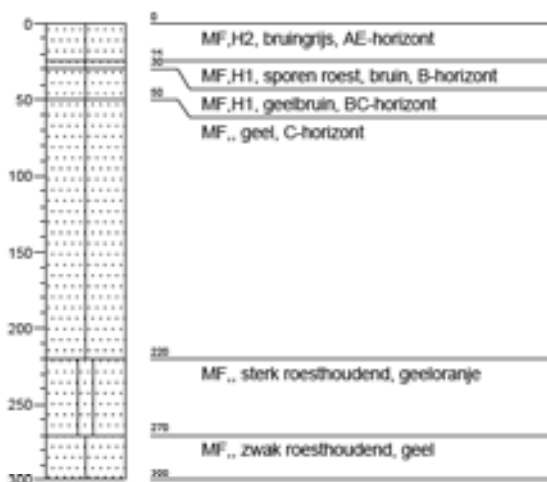 0
0
MF,H2, bruingrijs, AE-horizont
25
30
MF,H1, sporen roest, bruin, B-horizont
50
50
MF,H1, geelbruin, BC-horizont
MF,, geel, C-horizont
100
150
200
220
MF,, sterk roesthoudend, geeloranje
250
270
MF,, zwak roesthoudend, geel
300
300